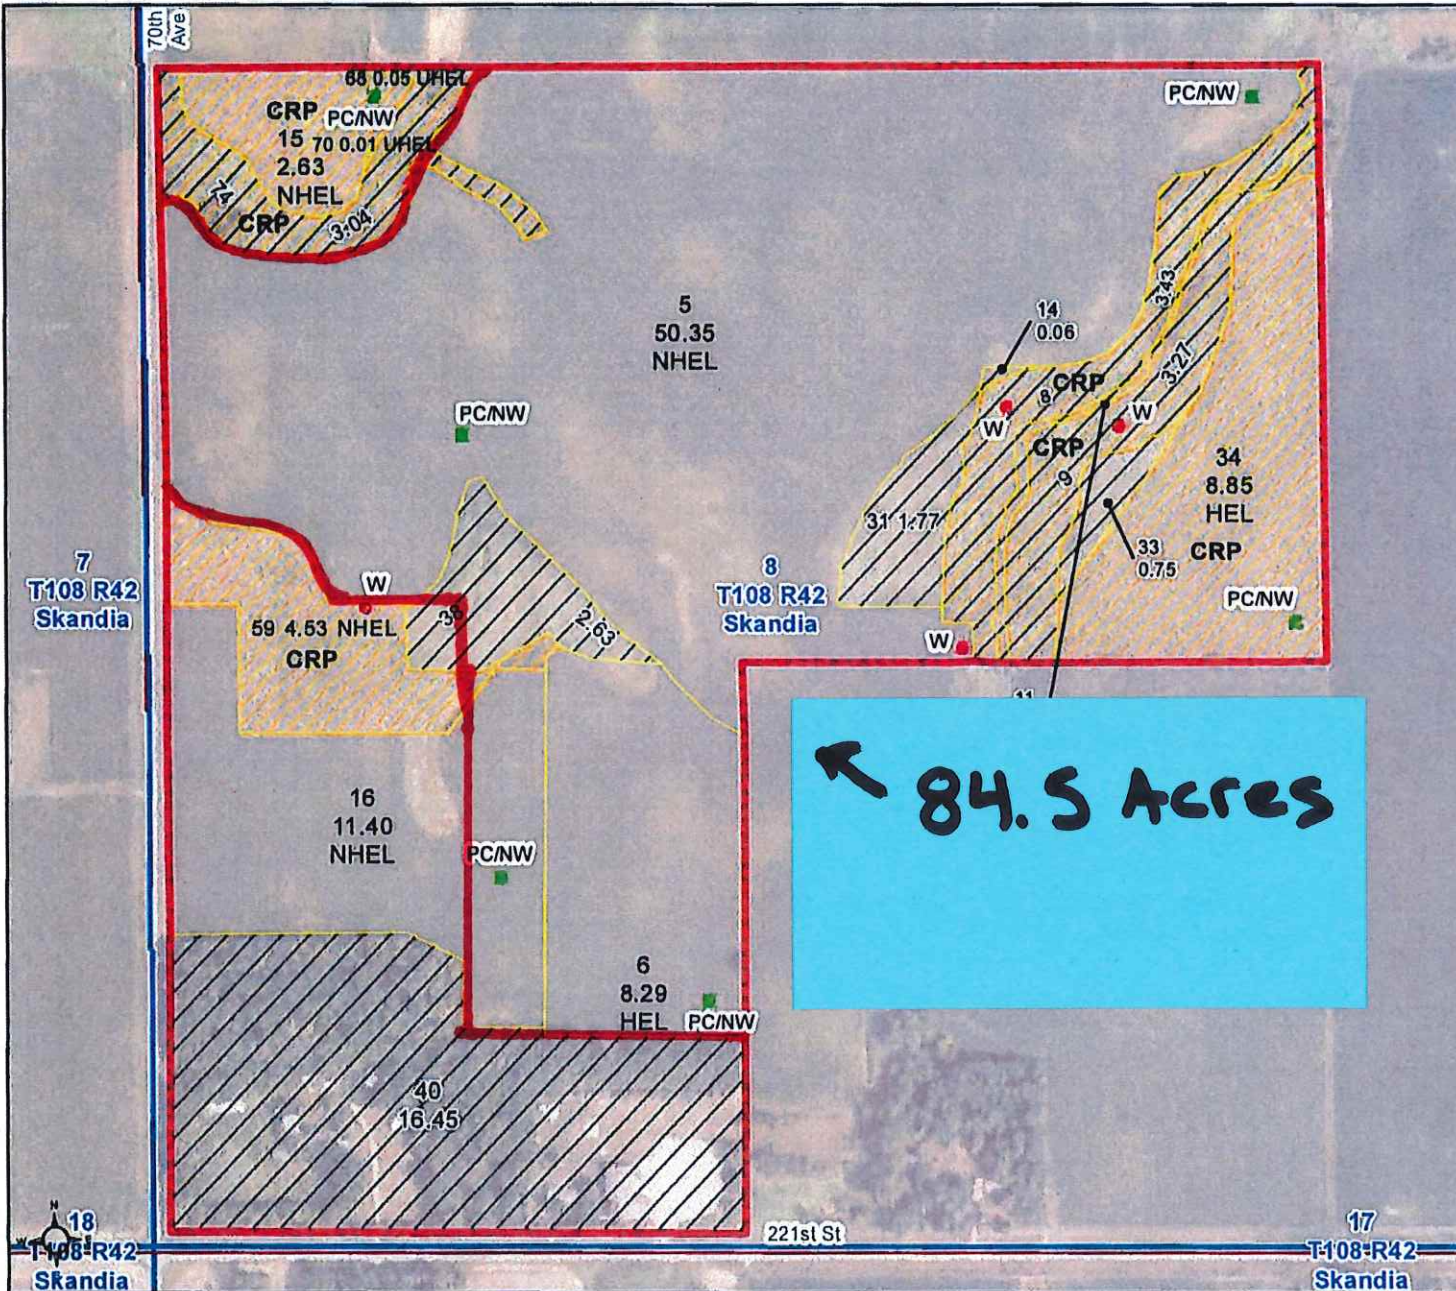 70th
Ave
68 0.05 UHEL
CRP
PC/NW
PC/NW
15
70 0.01 UHEL
2.63
NHEL
74
CRP
3.04
5
50.35
NHEL
3.43
14
0.06
3.27
CRP
8
W
W
CRP
9
PC/NW
34
8.85
HEL
CRP
31 1.77
33
0.75
7
T108 R42
Skandia
8
T108 R42
Skandia
W
PC/NW
38
2.63
59 4.53 NHEL
CRP
W
11
84.5 Acres
16
11.40
NHEL
PC/NW
6
8.29
HEL
PC/NW
40
16.45
N
W
18
T108 R42
Skandia
221st St
17
T108-R42
Skandia